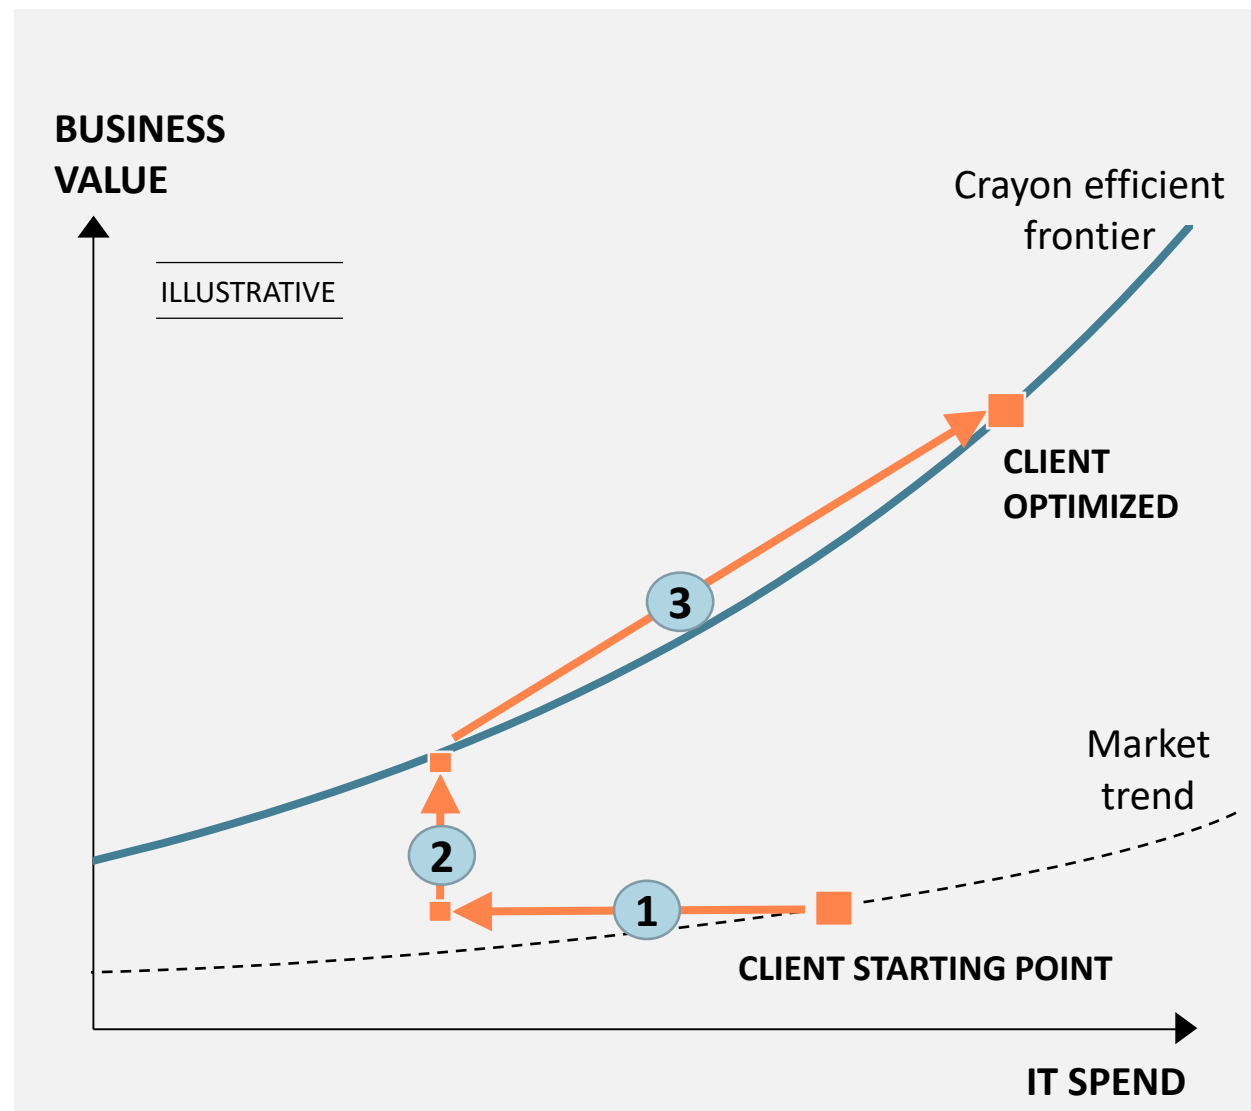 BUSINESS
VALUE
Crayon efficient
frontier
ILLUSTRATIVE
CLIENT
OPTIMIZED
3
Market
trend
2
1
CLIENT STARTING POINT
IT SPEND